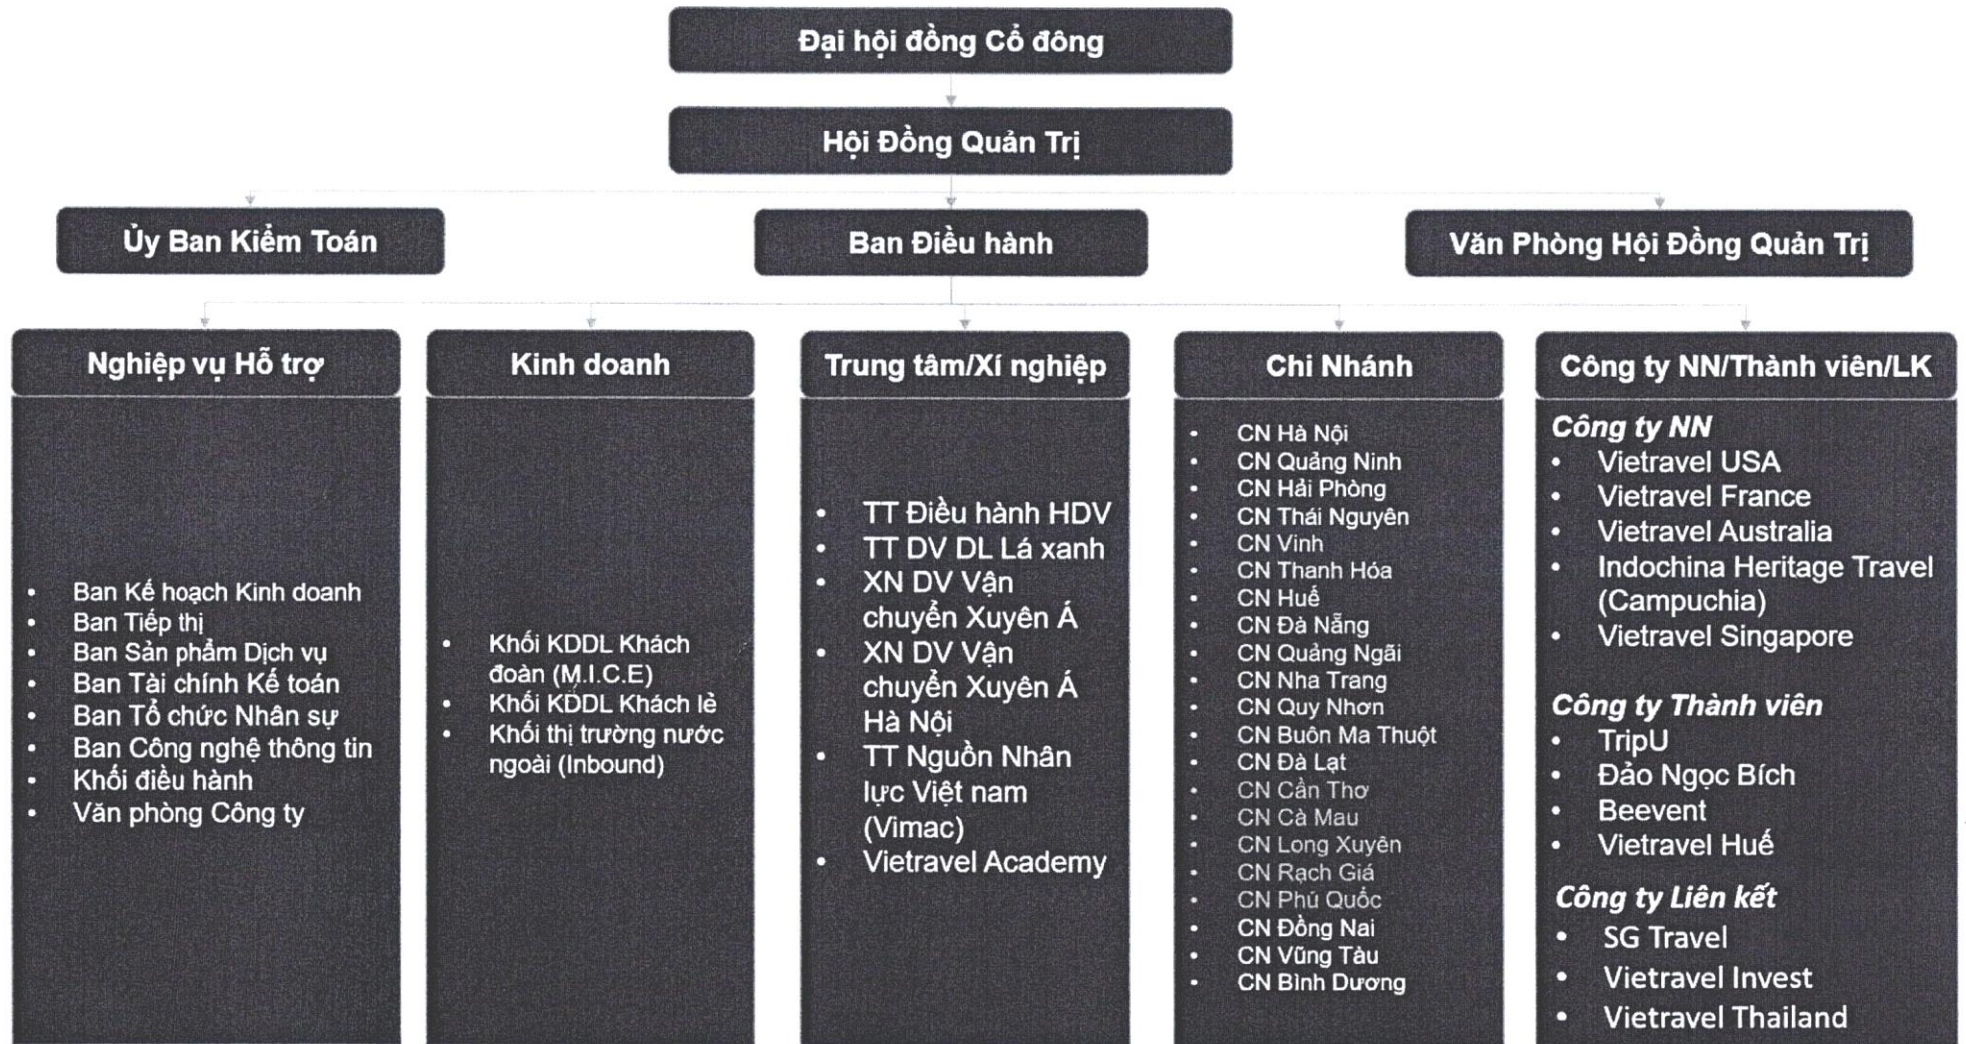 Đại hội đồng Cổ đông
Hội Đồng Quản Trị
Ủy Ban Kiểm Toán
Ban Điều hành
Văn Phòng Hội Đồng Quản Trị
Nghiệp vụ Hỗ trợ
• Ban Kế hoạch Kinh doanh
• Ban Tiếp thị
• Ban Sản phẩm Dịch vụ
• Ban Tài chính Kế toán
• Ban Tổ chức Nhân sự
• Ban Công nghệ thông tin
• Khối điều hành
• Văn phòng Công ty
Kinh doanh
• Khối KDDL Khách
đoàn (M.I.C.E)
• Khối KDDL Khách lẻ
• Khối thị trường nước
ngoài (Inbound)
Trung tâm/Xí nghiệp
• TT Điều hành HDV
• TT DV DL Lá xanh
• XN DV Vận
chuyển Xuyên Á
• XN DV Vận
chuyển Xuyên Á
Hà Nội
• TT Nguồn Nhân
lực Việt nam
(Vimac)
• Vietravel Academy
Chi Nhánh
• CN Hà Nội
• CN Quảng Ninh
• CN Hải Phòng
• CN Thái Nguyên
• CN Vinh
• CN Thanh Hóa
• CN Huế
• CN Đà Nẵng
• CN Quảng Ngãi
• CN Nha Trang
• CN Quy Nhơn
• CN Buôn Ma Thuột
• CN Đà Lạt
• CN Cần Thơ
• CN Cà Mau
• CN Long Xuyên
• CN Rạch Giá
• CN Phú Quốc
• CN Đồng Nai
• CN Vũng Tàu
• CN Bình Dương
Công ty NN/Thành viên/LK
Công ty NN
• Vietravel USA
• Vietravel France
• Vietravel Australia
• Indochina Heritage Travel
(Campuchia)
• Vietravel Singapore
Công ty Thành viên
• TripU
• Đảo Ngọc Bích
• Beevent
• Vietravel Huế
Công ty Liên kết
• SG Travel
• Vietravel Invest
• Vietravel Thailand